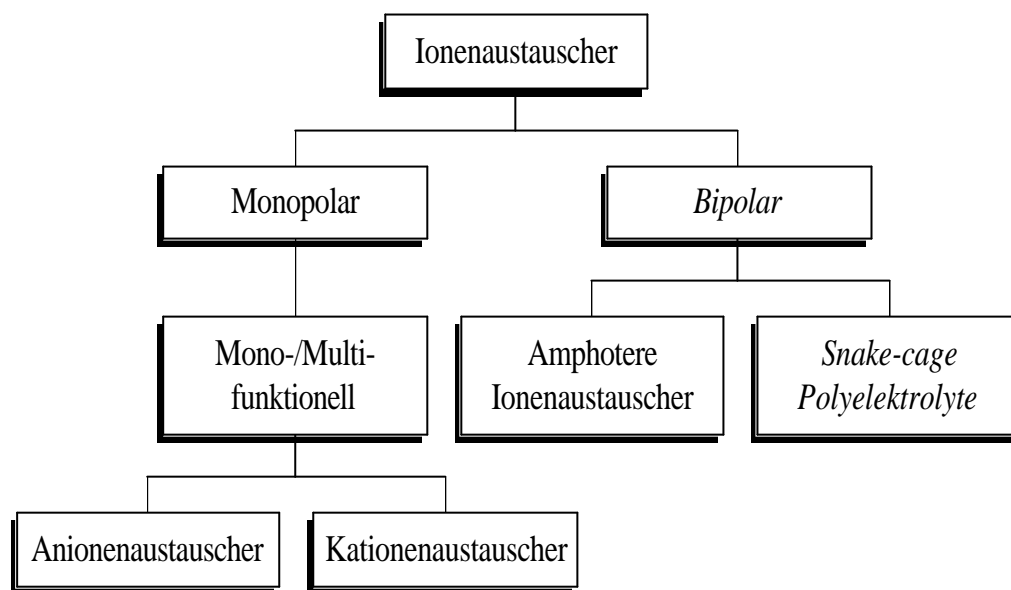 Ionenaustauscher
Monopolar
Bipolar
Mono-/Multi-
funktionell
Amphotere
Ionenaustauscher
Snake-cage
Polyelektrolyte
Anionenaustauscher
Kationenaustauscher